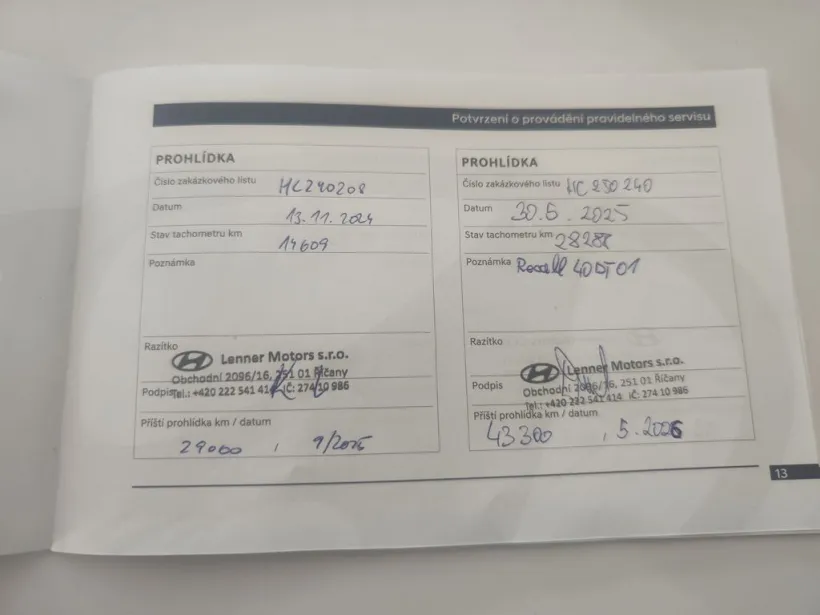 Potvrzení o provádění pravidelného servisu
PROHLÍDKA
Číslo zakázkového listu HC240208
Datum 13.11.2024
Stav tachometru km 14609
Poznámka
Razítko
Lenner Motors s.r.o.
Obchodní 2096/16, 251 01 Říčany
Podpis
Tel.: +420 222 541 414 IČ: 274 10 986
Příští prohlídka km / datum
29000 , 9/2025
PROHLÍDKA
Číslo zakázkového listu HC 250240
Datum 30.5.2025
Stav tachometru km
Poznámka Recall 40DT01
Razítko
Lenner Motors s.r.o.
Podpis
Obchodní 2096/16, 251 01 Říčany
Tel.: +420 222 541 414 IČ: 274 10 986
Příští prohlídka km / datum
43300 , 5.2026
13